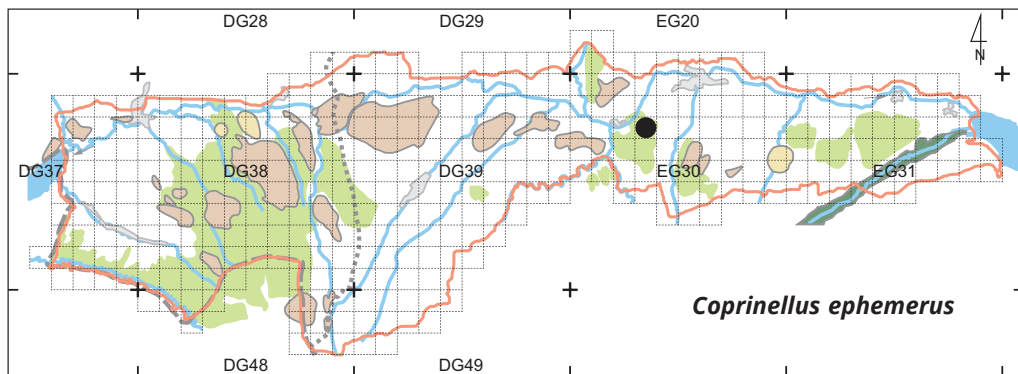 DG28 DG29 EG20
N
DG37 DG38 DG39 EG30 EG31
Coprinellus ephemerus
DG48 DG49